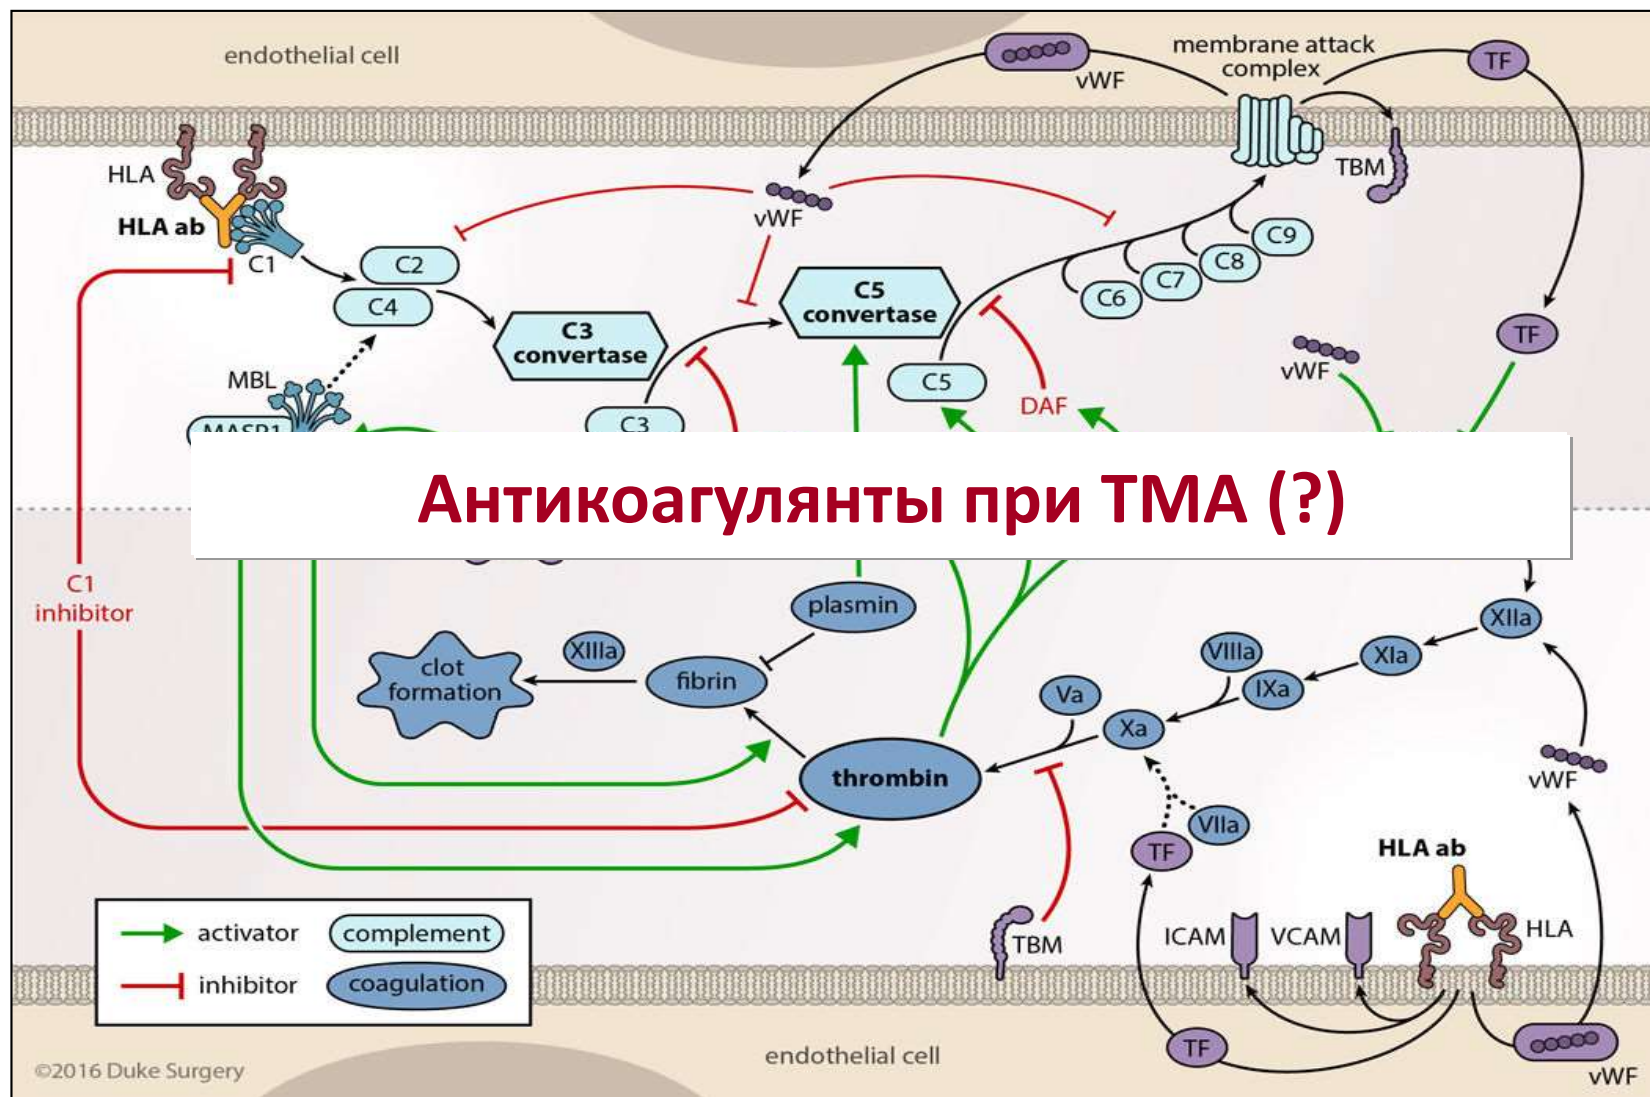 endothelial cell
vWF
membrane attack
complex
TF
HLA
HLA ab
C1
vWF
TBM
C2
C4
C9
C8
C7
C6
C5
convertase
C3
convertase
TF
vWF
MBL
C5
DAF
MASP1
C3
Антикоагулянты при ТМА (?)
C1
inhibitor
plasmin
XIIa
XIIIa
clot
formation
fibrin
VIIIa
XIa
IXa
Va
Xa
thrombin
vWF
VIIa
TF
HLA ab
activator
complement
TBM
ICAM
VCAM
HLA
inhibitor
coagulation
endothelial cell
TF
vWF
©2016 Duke Surgery